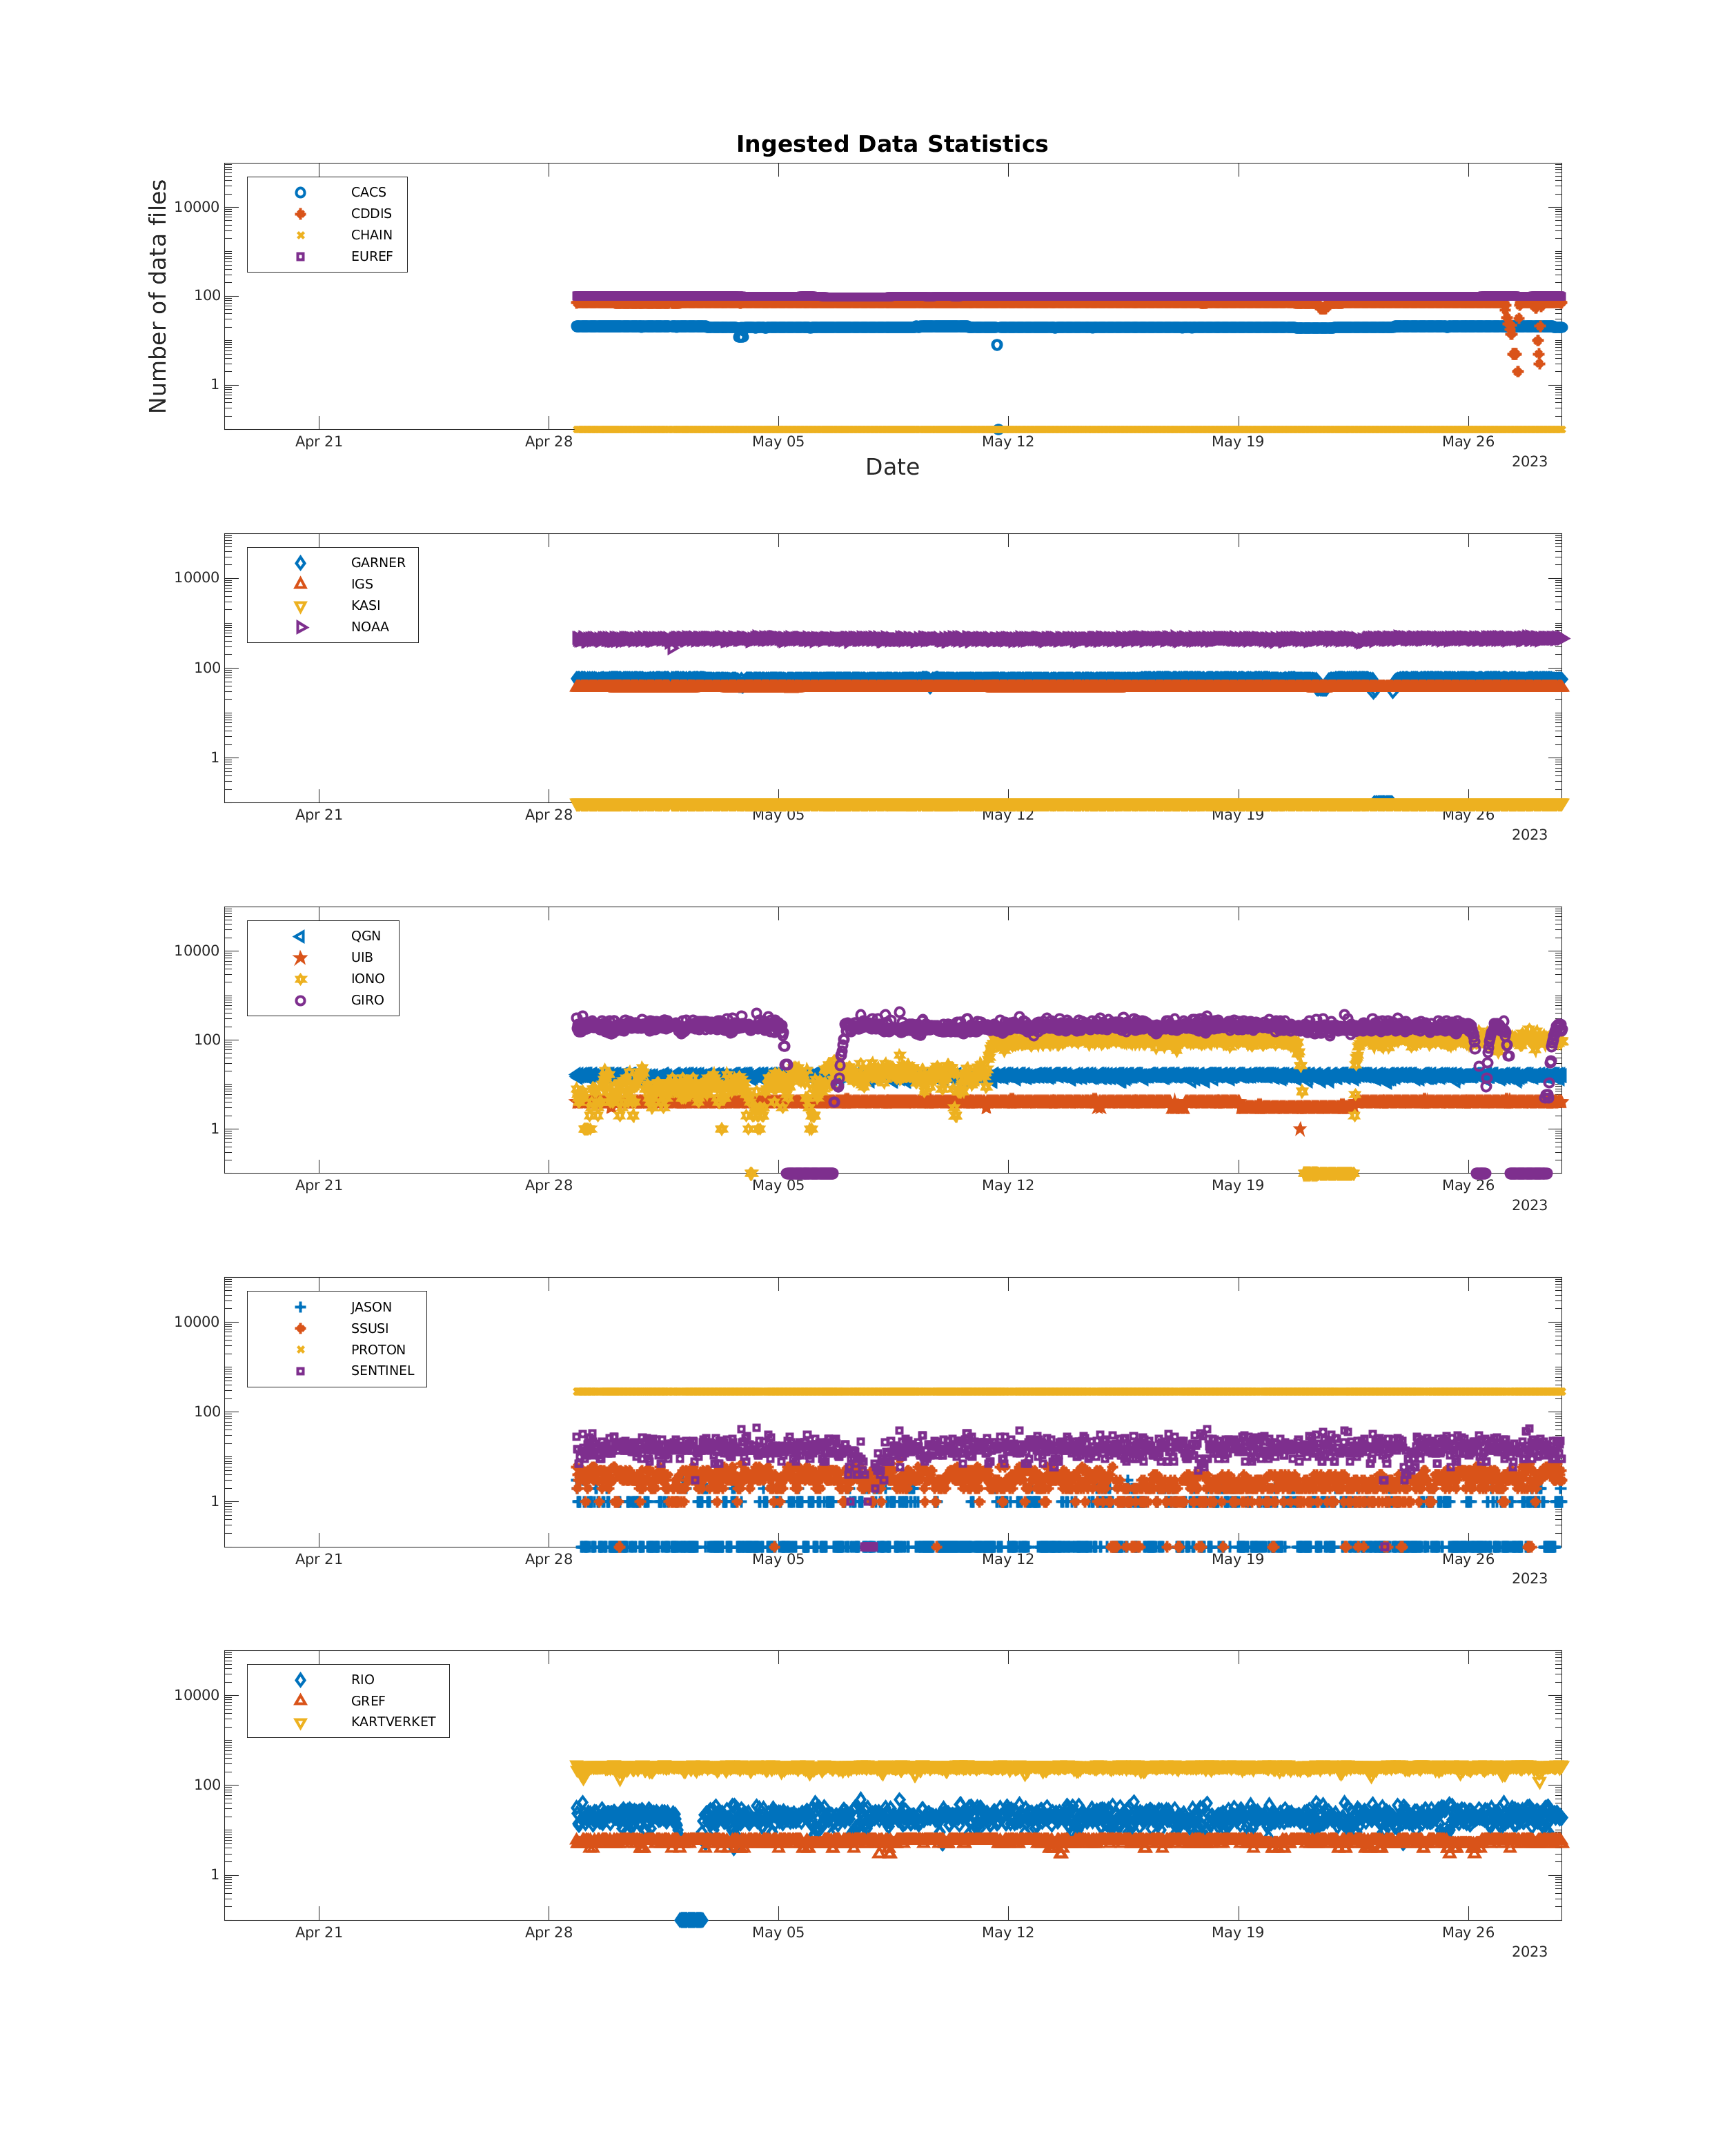 Ingested Data Statistics
Number of data files
CACS
CDDIS
CHAIN
EUREF
10000
100
1
Apr 21 Apr 28 May 05 May 12 May 19 May 26
2023
Date
GARNER
IGS
KASI
NOAA
10000
100
1
Apr 21 Apr 28 May 05 May 12 May 19 May 26
2023
QGN
UIB
IONO
GIRO
10000
100
1
Apr 21 Apr 28 May 05 May 12 May 19 May 26
2023
JASON
SSUSI
PROTON
SENTINEL
10000
100
1
Apr 21 Apr 28 May 05 May 12 May 19 May 26
2023
RIO
GREF
KARTVERKET
10000
100
1
Apr 21 Apr 28 May 05 May 12 May 19 May 26
2023